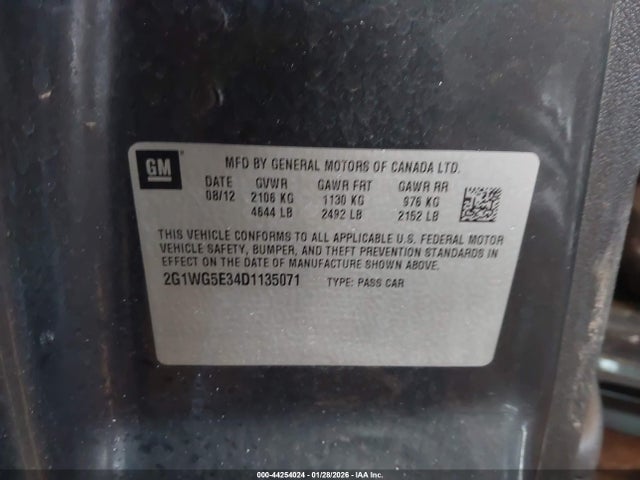 GM
MFD BY GENERAL MOTORS OF CANADA LTD.
DATE GVWR GAWR FRT GAWR RR
08/12 2106 KG 1130 KG 976 KG
4644 LB 2492 LB 2152 LB
THIS VEHICLE CONFORMS TO ALL APPLICABLE U.S. FEDERAL MOTOR
VEHICLE SAFETY, BUMPER, AND THEFT PREVENTION STANDARDS IN
EFFECT ON THE DATE OF MANUFACTURE SHOWN ABOVE.
2G1WG5E34D1135071 TYPE: PASS CAR
000-44254024 - 01/28/2026 - IAA Inc.